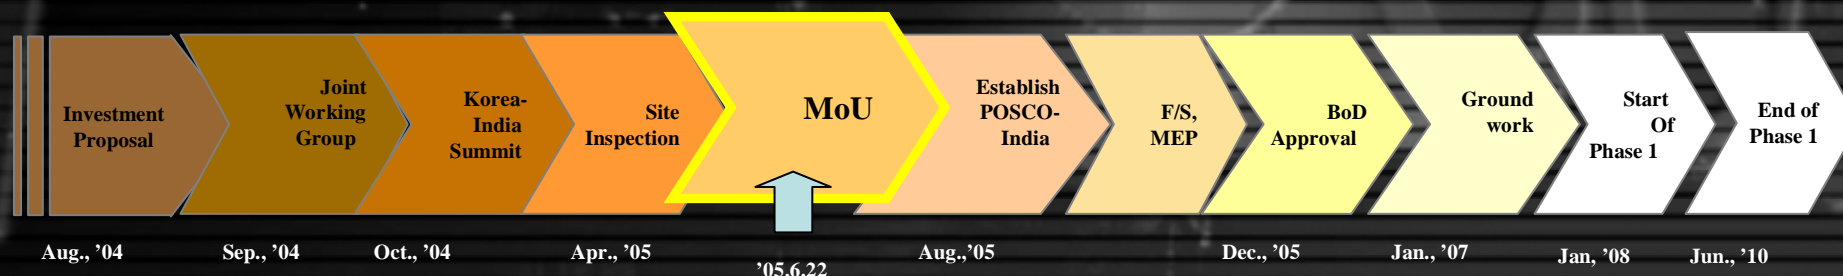 Investment
Proposal
Joint
Working
Group
Korea-
India
Summit
Site
Inspection
MoU
Establish
POSCO-
India
F/S,
MEP
BoD
Approval
Ground
work
Start
Of
Phase 1
End of
Phase 1
Aug., ’04
Sep., ’04
Oct., ’04
Apr., ’05
’05.6.22
Aug.,’05
Dec., ’05
Jan., ’07
Jan, ’08
Jun., ’10